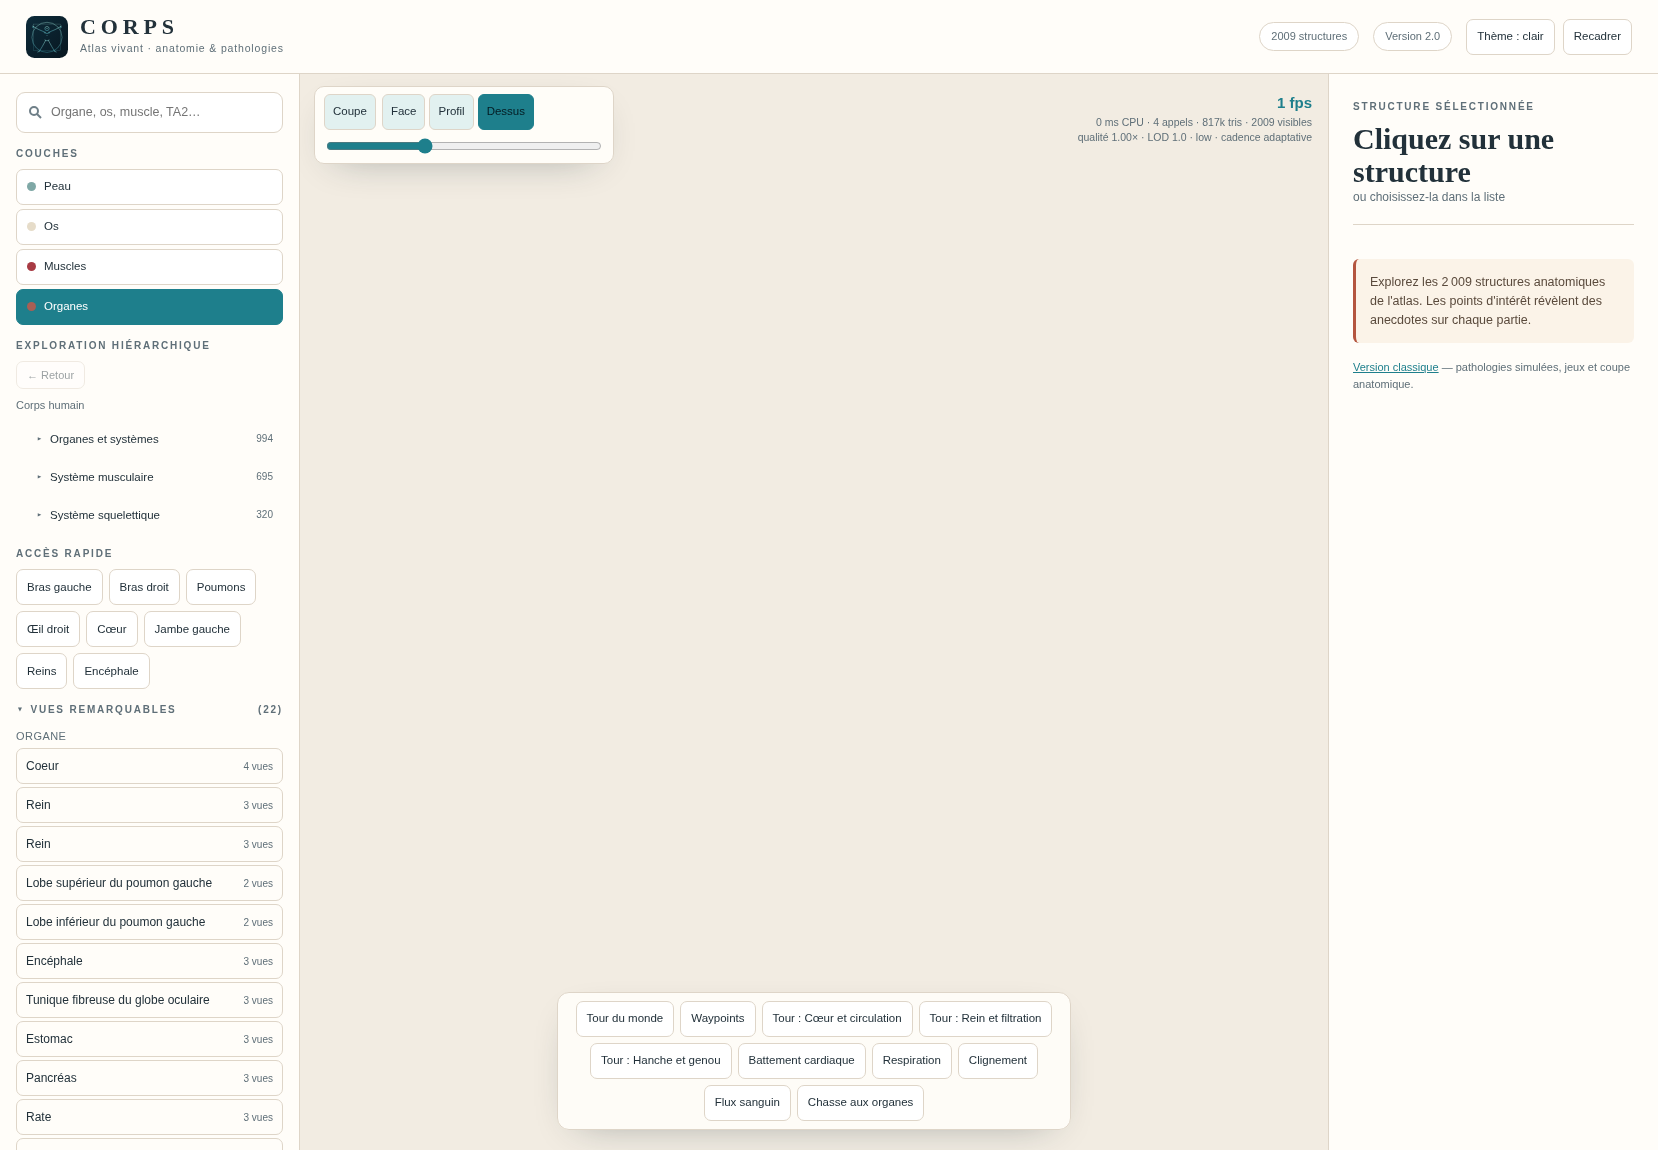 CORPS
Atlas vivant · anatomie & pathologies
2009 structures
Version 2.0
Thème : clair
Recadrer
Organe, os, muscle, TA2…
COUCHES
Peau
Os
Muscles
Organes
EXPLORATION HIÉRARCHIQUE
← Retour
Corps humain
▸ Organes et systèmes 994
▸ Système musculaire 695
▸ Système squelettique 320
ACCÈS RAPIDE
Bras gauche
Bras droit
Poumons
Œil droit
Cœur
Jambe gauche
Reins
Encéphale
▾ VUES REMARQUABLES (22)
ORGANE
Coeur 4 vues
Rein 3 vues
Rein 3 vues
Lobe supérieur du poumon gauche 2 vues
Lobe inférieur du poumon gauche 2 vues
Encéphale 3 vues
Tunique fibreuse du globe oculaire 3 vues
Estomac 3 vues
Pancréas 3 vues
Rate 3 vues
Coupe
Face
Profil
Dessus
1 fps
0 ms CPU · 4 appels · 817k tris · 2009 visibles
qualité 1.00× · LOD 1.0 · low · cadence adaptative
Tour du monde
Waypoints
Tour : Cœur et circulation
Tour : Rein et filtration
Tour : Hanche et genou
Battement cardiaque
Respiration
Clignement
Flux sanguin
Chasse aux organes
STRUCTURE SÉLECTIONNÉE
Cliquez sur une
structure
ou choisissez-la dans la liste
Explorez les 2 009 structures anatomiques
de l'atlas. Les points d'intérêt révèlent des
anecdotes sur chaque partie.
Version classique — pathologies simulées, jeux et coupe
anatomique.